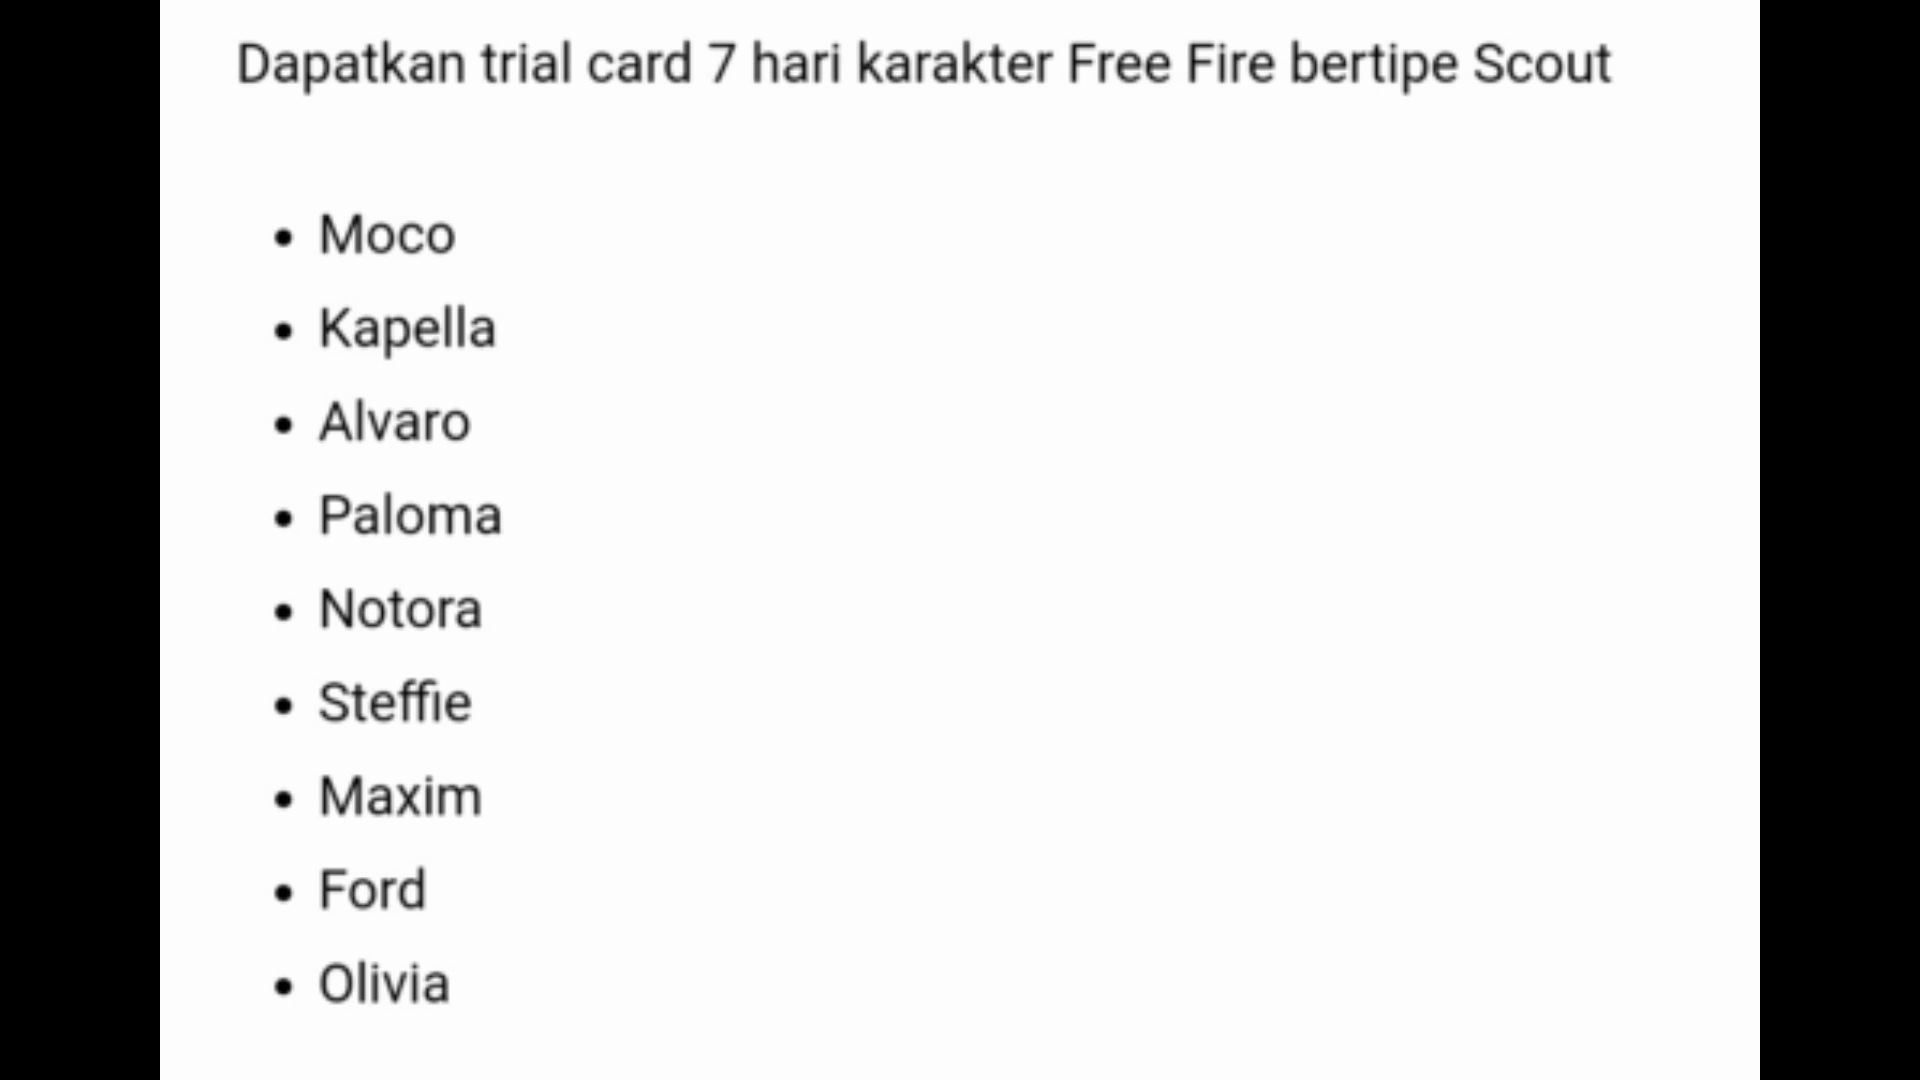 Dapatkan trial card 7 hari karakter Free Fire bertipe Scout
• Moco
• Kapella
• Alvaro
• Paloma
• Notora
• Steffie
• Maxim
• Ford
• Olivia